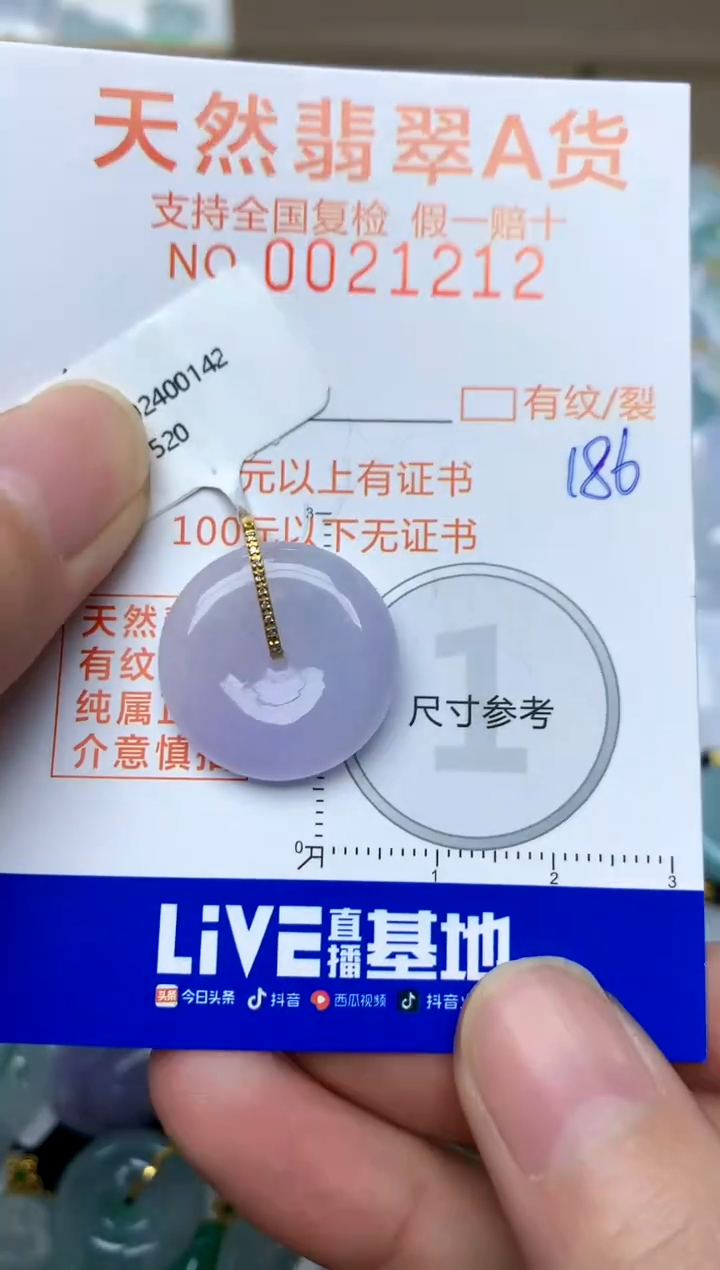 天然翡翠A货
支持全国复检 假一赔十
NO 0021212
2400142
520
有纹/裂
186
元以上有证书
100元以下无证书
3
天然
有纹
纯属
介意慎拍
1
尺寸参考
0
1 2 3
LiVE直播基地
头条 今日头条 抖音 西瓜视频 抖音